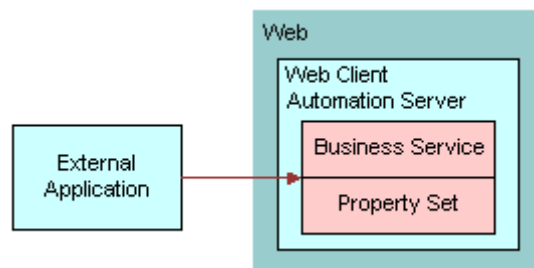 Web
Web Client
Automation Server
Business Service
Property Set
External
Application